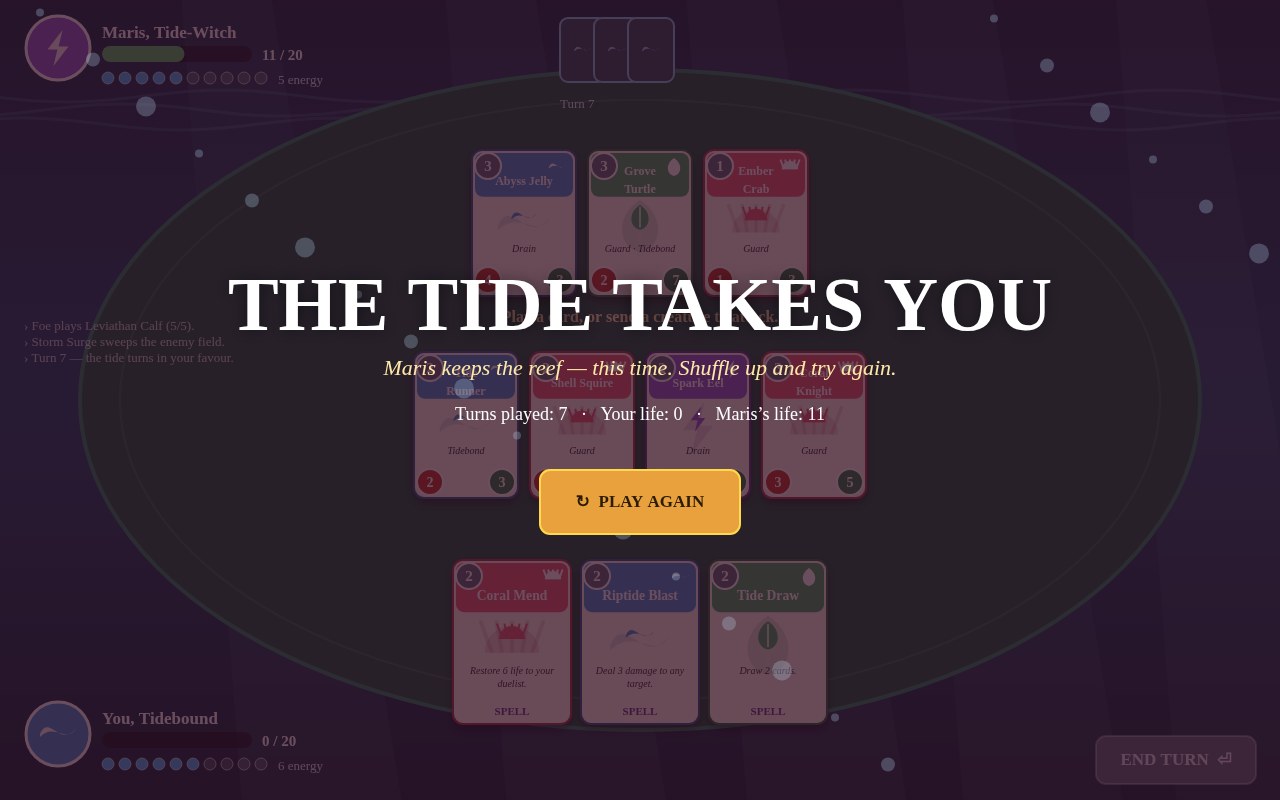 Maris, Tide-Witch
11 / 20
5 energy
Turn 7
3
Abyss Jelly
Drain
3
Grove
Turtle
Guard · Tidebond
2
7
1
Ember
Crab
Guard
THE TIDE TAKES YOU
› Foe plays Leviathan Calf (5/5).
› Storm Surge sweeps the enemy field.
› Turn 7 — the tide turns in your favour.
Maris keeps the reef — this time. Shuffle up and try again.
Turns played: 7 · Your life: 0 · Maris’s life: 11
Runner
Tidebond
2
3
Shell Squire
Guard
Spark Eel
Drain
Knight
Guard
3
5
↻ PLAY AGAIN
2
Coral Mend
Restore 6 life to your
duelist.
SPELL
2
Riptide Blast
Deal 3 damage to any
target.
SPELL
2
Tide Draw
Draw 2 cards.
SPELL
You, Tidebound
0 / 20
6 energy
END TURN ⏎